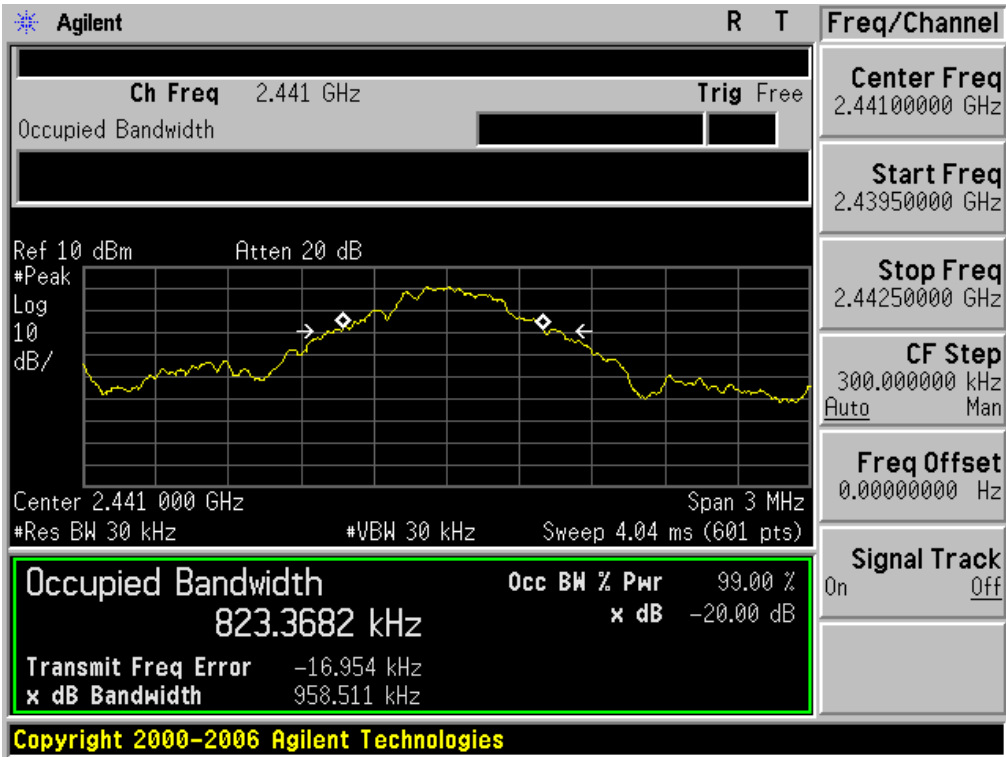 Agilent R T
Ch Freq 2.441 GHz Trig Free
Occupied Bandwidth
Ref 10 dBm Atten 20 dB
#Peak
Log
10
dB/
Center 2.441 000 GHz Span 3 MHz
#Res BW 30 kHz #VBW 30 kHz Sweep 4.04 ms (601 pts)
Occupied Bandwidth Occ BW % Pwr 99.00 %
823.3682 kHz x dB -20.00 dB
Transmit Freq Error -16.954 kHz
x dB Bandwidth 958.511 kHz
Copyright 2000-2006 Agilent Technologies
Freq/Channel
Center Freq
2.44100000 GHz
Start Freq
2.43950000 GHz
Stop Freq
2.44250000 GHz
CF Step
300.000000 kHz
Auto Man
Freq Offset
0.00000000 Hz
Signal Track
On Off